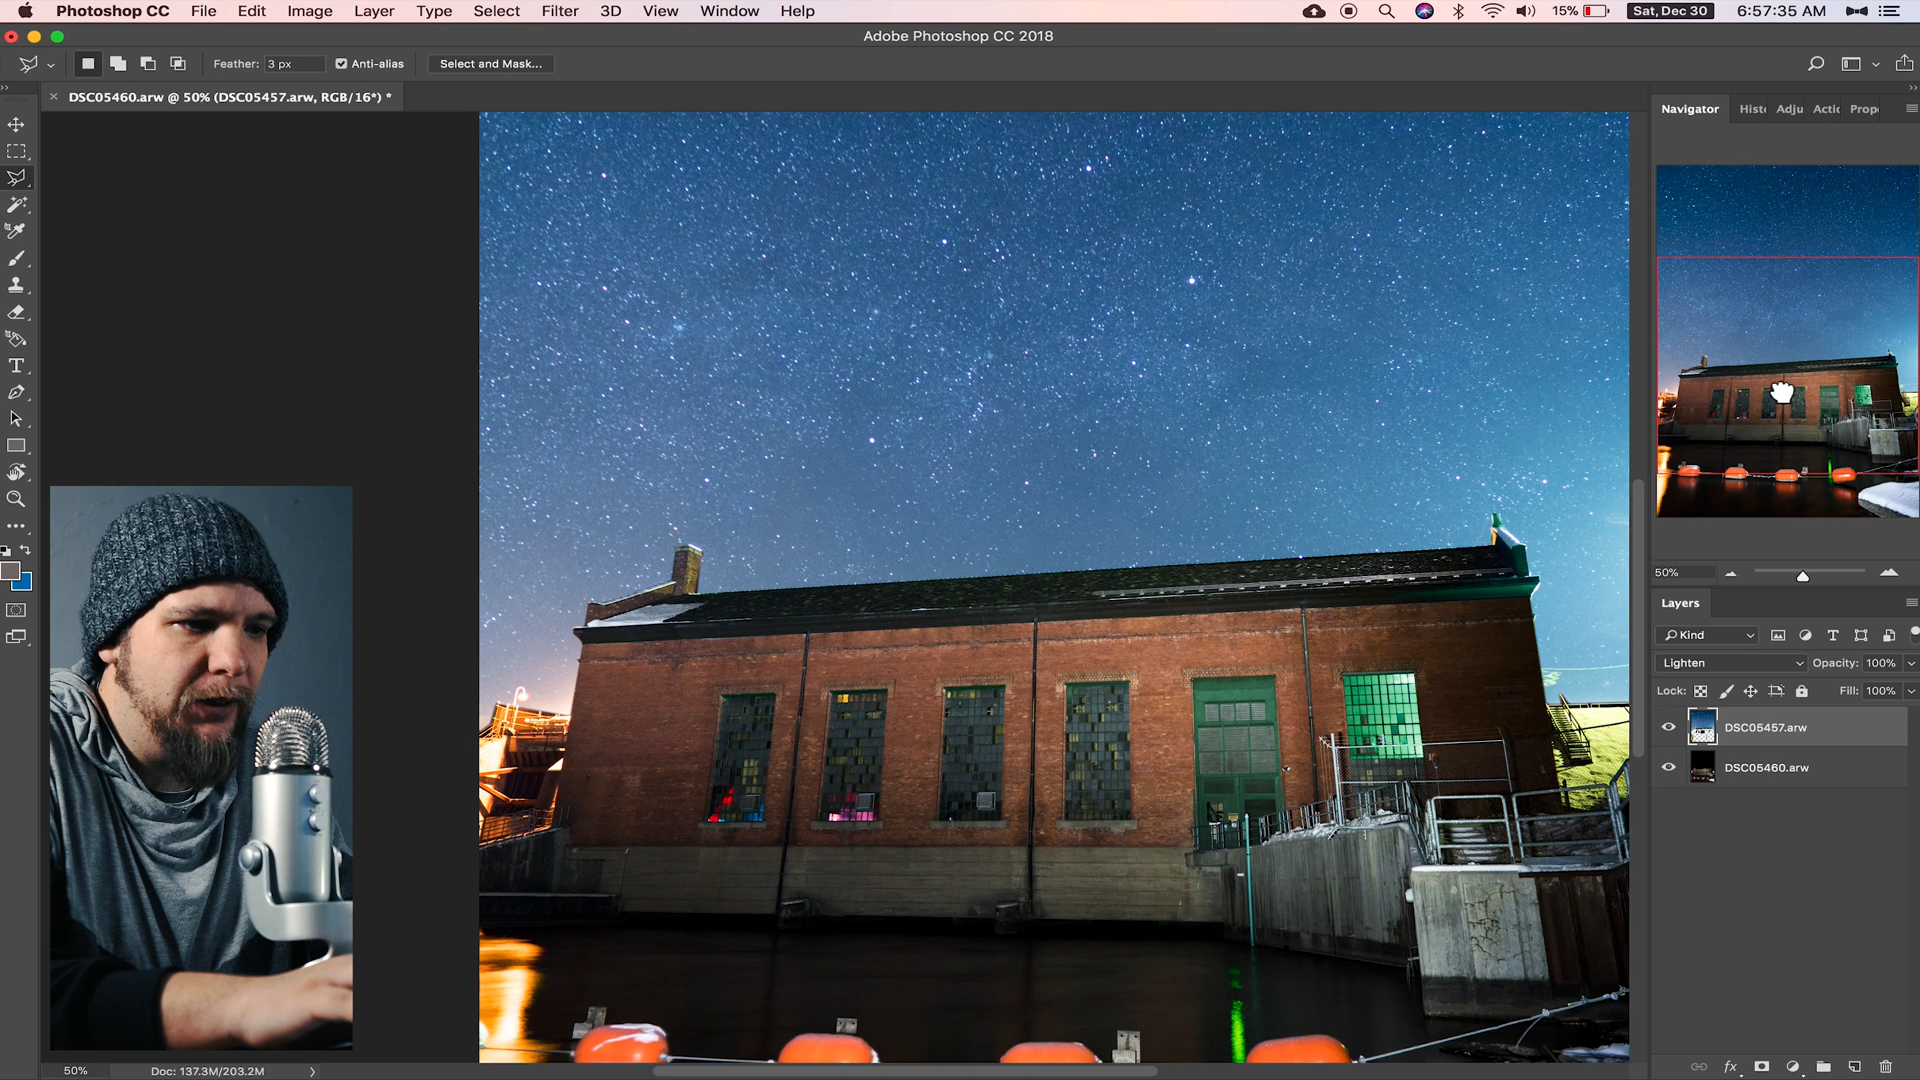 Photoshop CC File Edit Image Layer Type Select Filter 3D View Window Help 15% Sat, Dec 30 6:57:35 AM
Adobe Photoshop CC 2018
Feather: 3 px Anti-alias Select and Mask...
× DSC05460.arw @ 50% (DSC05457.arw, RGB/16*) *
Navigator Hist Adju Actic Prop
50%
Layers
Kind
Lighten Opacity: 100%
Lock: Fill: 100%
DSC05457.arw
DSC05460.arw
50% Doc: 137.3M/203.2M
fx